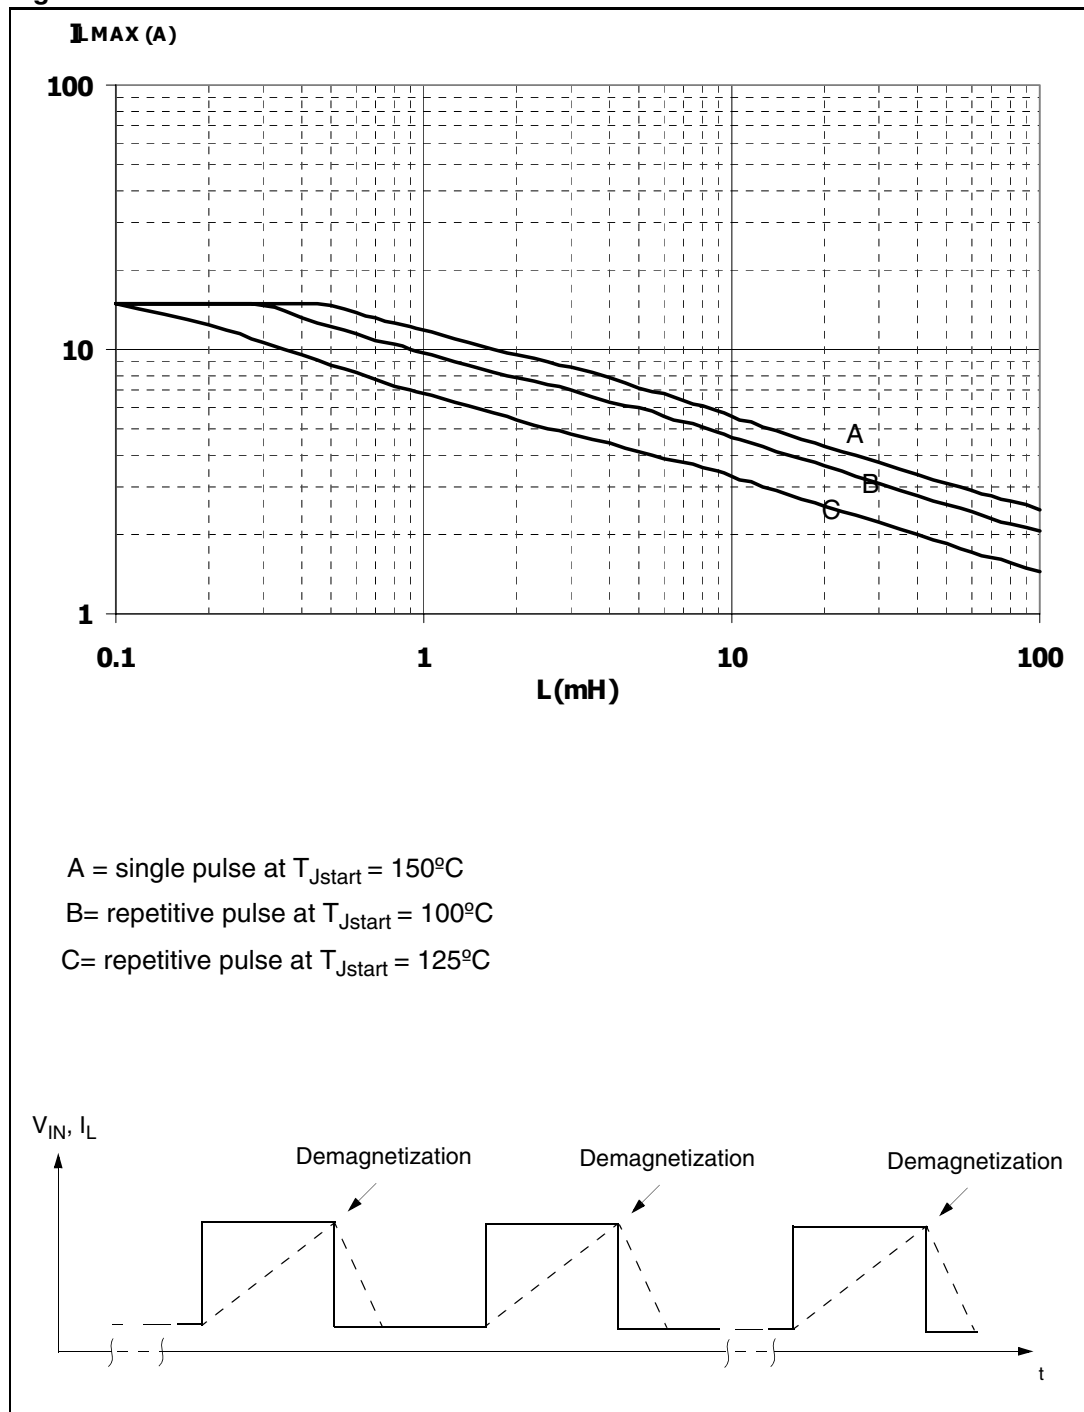 ILMAX (A)
100
10
1
0.1
1
10
100
L(mH)
A
B
C
A = single pulse at TJstart = 150ºC
B= repetitive pulse at TJstart = 100ºC
C= repetitive pulse at TJstart = 125ºC
VIN, IL
Demagnetization
Demagnetization
Demagnetization
t